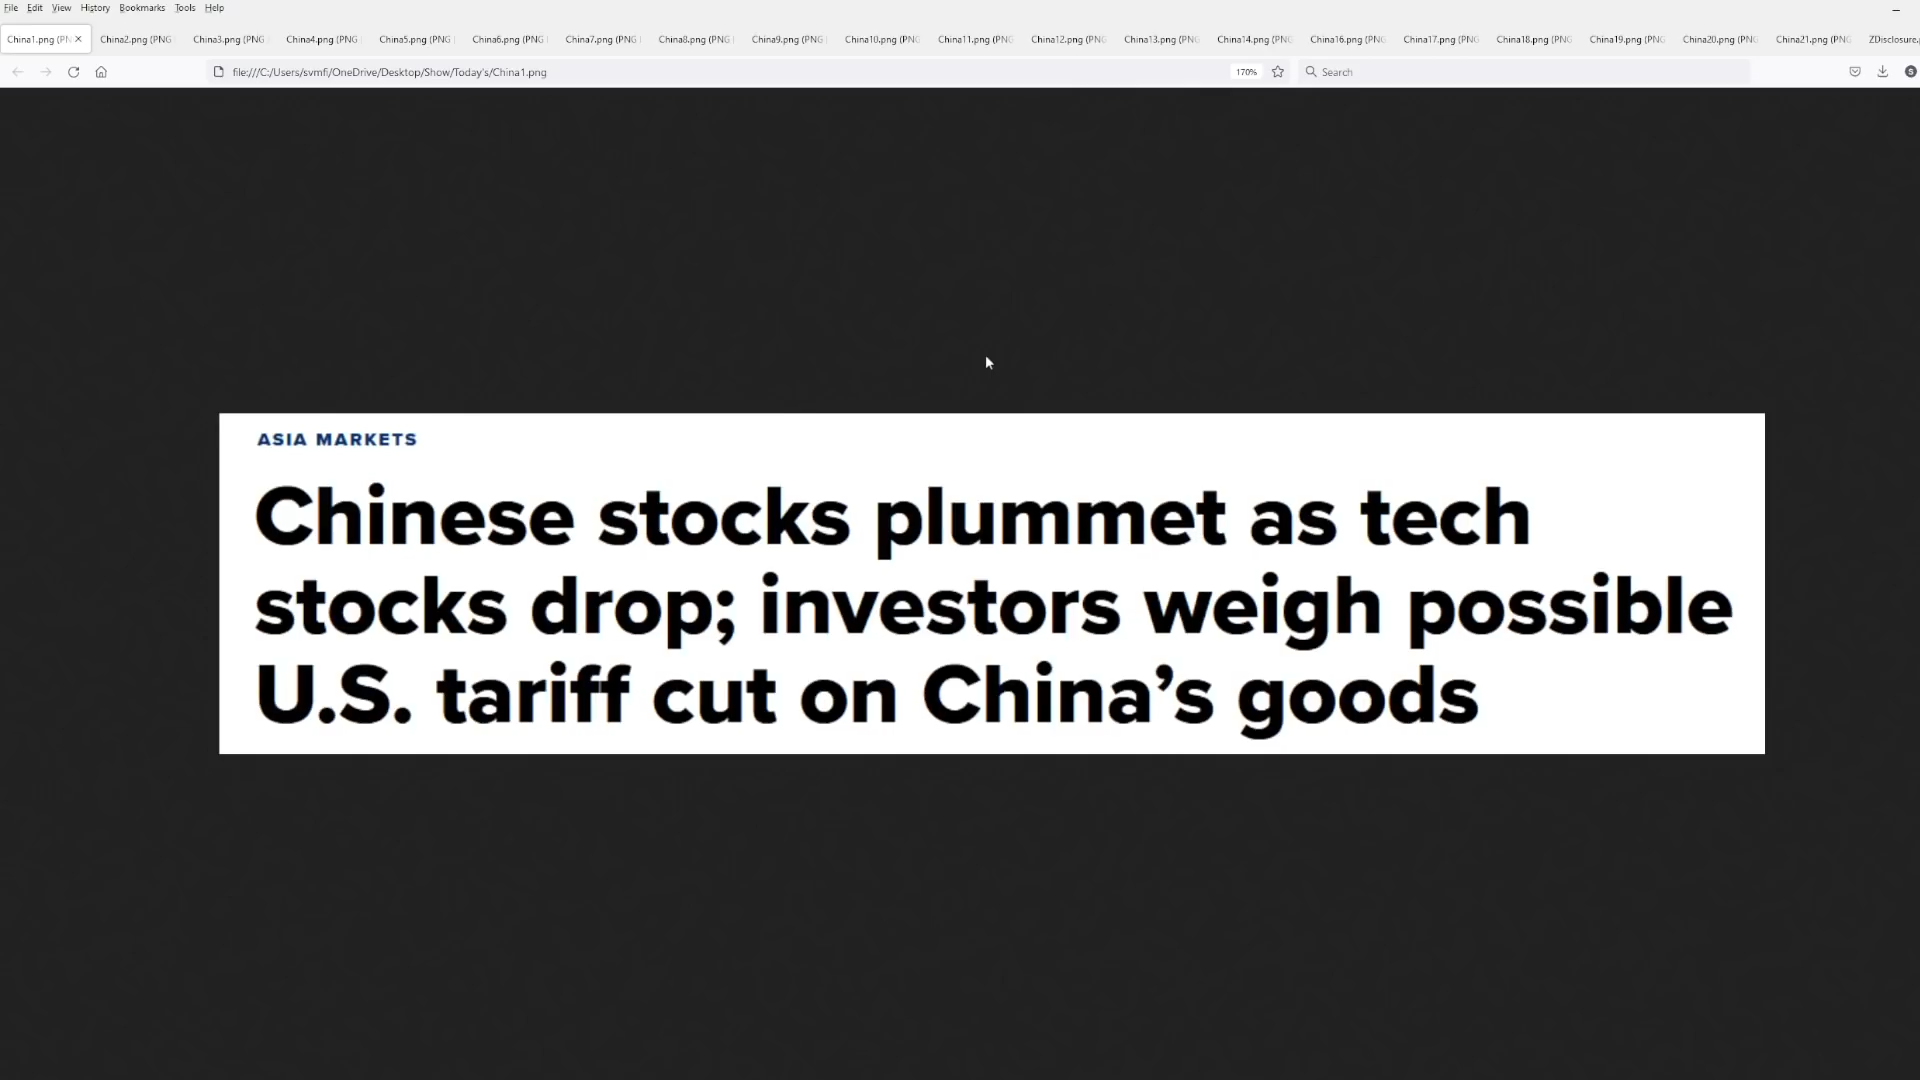 File Edit View History Bookmarks Tools Help
China1.png (PN China2.png (PNG China3.png (PNG China4.png (PNG China5.png (PNG China6.png (PNG China7.png (PNG China8.png (PNG China9.png (PNG China10.png (PNG China11.png (PNG China12.png (PNG China13.png (PNG China14.png (PNG China16.png (PNG China17.png (PNG China18.png (PNG China19.png (PNG China20.png (PNG China21.png (PNG ZDisclosure.
file:///C:/Users/svmfi/OneDrive/Desktop/Show/Today's/China1.png 170% Search S
ASIA MARKETS
Chinese stocks plummet as tech
stocks drop; investors weigh possible
U.S. tariff cut on China’s goods